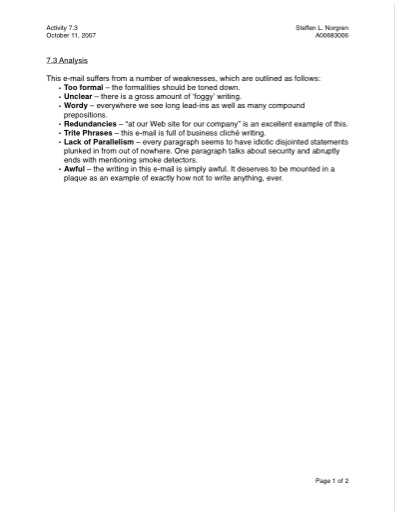 Activity 7.3
Steffen L. Norgren
October 11, 2007
A00683006
7.3 Analysis
This e-mail suffers from a number of weaknesses, which are outlined as follows:
• Too formal – the formalities should be toned down.
• Unclear – there is a gross amount of 'foggy' writing.
• Wordy – everywhere we see long lead-ins as well as many compound
prepositions.
• Redundancies – "at our Web site for our company" is an excellent example of this.
• Trite Phrases – this e-mail is full of business cliché writing.
• Lack of Parallelism – every paragraph seems to have idiotic disjointed statements
plunked in from out of nowhere. One paragraph talks about security and abruptly
ends with mentioning smoke detectors.
• Awful – the writing in this e-mail is simply awful. It deserves to be mounted in a
plaque as an example of exactly how not to write anything, ever.
Page 1 of 2